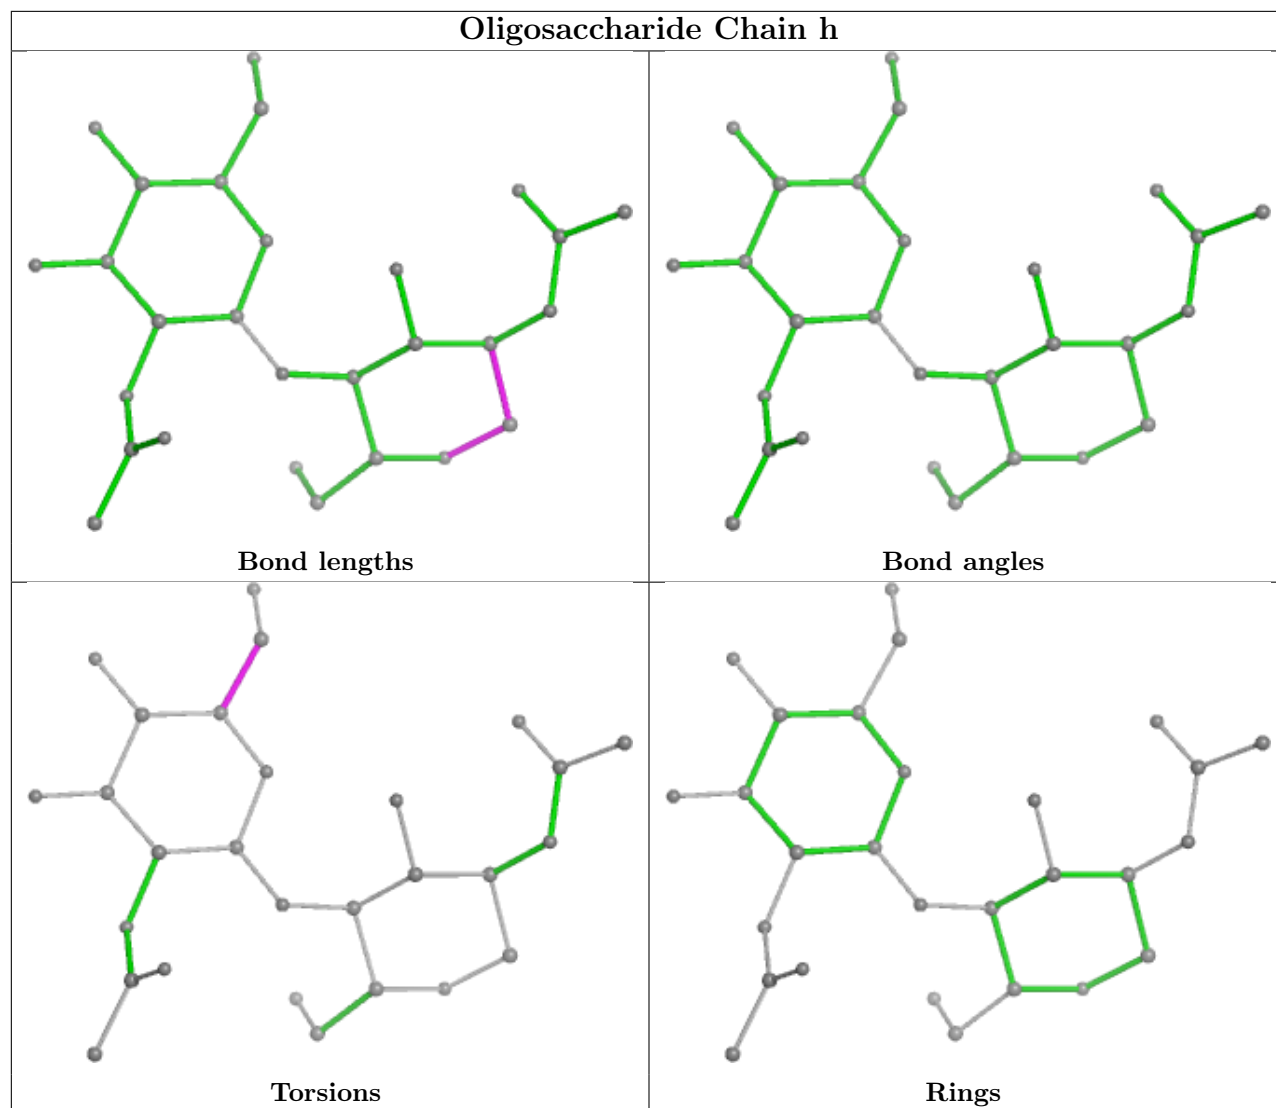 Oligosaccharide Chain h
Bond lengths
Bond angles
Torsions
Rings